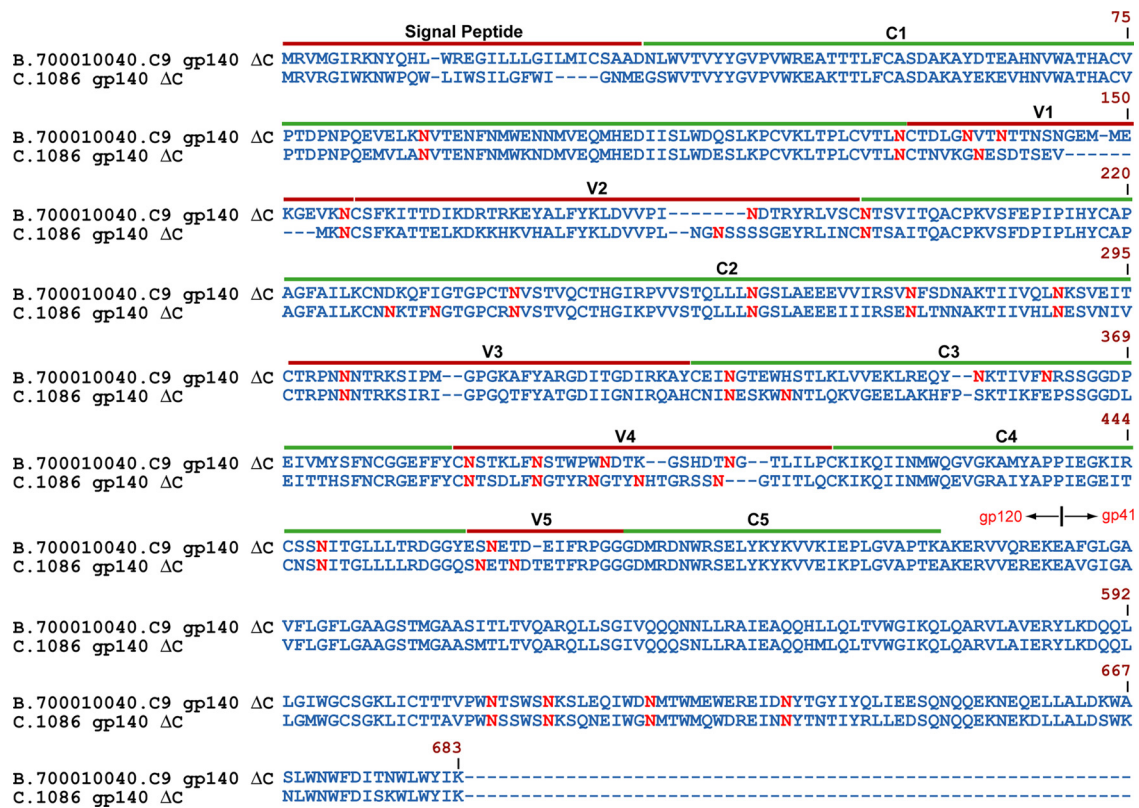 75
Signal Peptide C1
B.700010040.C9 gp140 ΔC MRVMGIRKNYQHL-WREGILLLGILMICSAADNLWVTVYYGVPVWREATTTLFCASDAKAYDTEAHNVWATHACV
C.1086 gp140 ΔC MRVRGIWKNWPQW-LIWSILGFWI----GNMEGSWVTVYYGVPVWKEAKTTLFCASDAKAYEKEVHNVWATHACV
150
V1
PTDPNPQEVELKNVTENFNMWENNMVEQMHEDIISLWDQSLKPCVKLTPLCVTLNCTDLGNVTNTTNSNGEM-ME
B.700010040.C9 gp140 ΔC
C.1086 gp140 ΔC PTDPNPQEMVLANVTENFNMWKNDMVEQMHEDIISLWDESLKPCVKLTPLCVTLNCTNVKGNESDTSEV------
220
V2
B.700010040.C9 gp140 ΔC KGEVKNCSFKITTDIKDRTRKEYALFYKLDVVPI-------NDTRYRLVSCNTSVITQACPKVSFEPIPIHYCAP
C.1086 gp140 ΔC ---MKNCSFKATTELKDKKHKVHALFYKLDVVPL--NGNSSSSGEYRLINCNTSAITQACPKVSFDPIPLHYCAP
295
C2
B.700010040.C9 gp140 ΔC AGFAILKCNDKQFIGTGPCTNVSTVQCTHGIRPVVSTQLLLNGSLAEEEVVIRSVNFSDNAKTIIVQLNKSVEIT
C.1086 gp140 ΔC AGFAILKCNNKTFNGTGPCRNVSTVQCTHGIKPVVSTQLLLNGSLAEEEIIIRSENLTNNAKTIIVHLNESVNIV
369
V3 C3
B.700010040.C9 gp140 ΔC CTRPNNNTRKSIPM--GPGKAFYARGDITGDIRKAYCEINGTEWHSTLKLVVEKLREQY--NKTIVFNRSSGGDP
C.1086 gp140 ΔC CTRPNNNTRKSIRI--GPGQTFYATGDIIGNIRQAHCNINESKWNNTLQKVGEELAKHFP-SKTIKFEPSSGGDL
444
V4 C4
B.700010040.C9 gp140 ΔC EIVMYSFNCGGEFFYCNSTKLFNSTWPWNDTK--GSHDTNG--TLILPCKIKQIINMWQGVGKAMYAPPIEGKIR
C.1086 gp140 ΔC EITTHSFNCRGEFFYCNTSDLFNGTYRNGTYNHTGRSSN---GTITLQCKIKQIINMWQEVGRAIYAPPIEGEIT
gp120 gp41
V5 C5
B.700010040.C9 gp140 ΔC CSSNITGLLLTRDGGYESNETD-EIFRPGGGDMRDNWRSELYKYKVVKIEPLGVAPTKAKERVVQREKEAFGLGA
C.1086 gp140 ΔC CNSNITGLLLLRDGGQSNETNDTETFRPGGGDMRDNWRSELYKYKVVEIKPLGVAPTEAKERVVEREKEAVGIGA
592
B.700010040.C9 gp140 ΔC VFLGFLGAAGSTMGAASITLTVQARQLLSGIVQQQNNLLRAIEAQQHLLQLTVWGIKQLQARVLAVERYLKDQQL
C.1086 gp140 ΔC VFLGFLGAAGSTMGAASMTLTVQARQLLSGIVQQQSNLLRAIEAQQHMLQLTVWGIKQLQARVLAIERYLKDQQL
667
B.700010040.C9 gp140 ΔC LGIWGCSGKLICTTTVPWNTSWSNKSLEQIWDNMTWMEWEREIDNYTGYIYQLIEESQNQQEKNEQELLALDKWA
C.1086 gp140 ΔC LGMWGCSGKLICTTAVPWNSSWSNKSQNEIWGNMTWMQWDREINNYTNTIYRLLEDSQNQQEKNEKDLLALDSWK
683
B.700010040.C9 gp140 ΔC SLWNWFDITNWLWYIK-----------------------------------------------------------
C.1086 gp140 ΔC NLWNWFDISKWLWYIK-----------------------------------------------------------